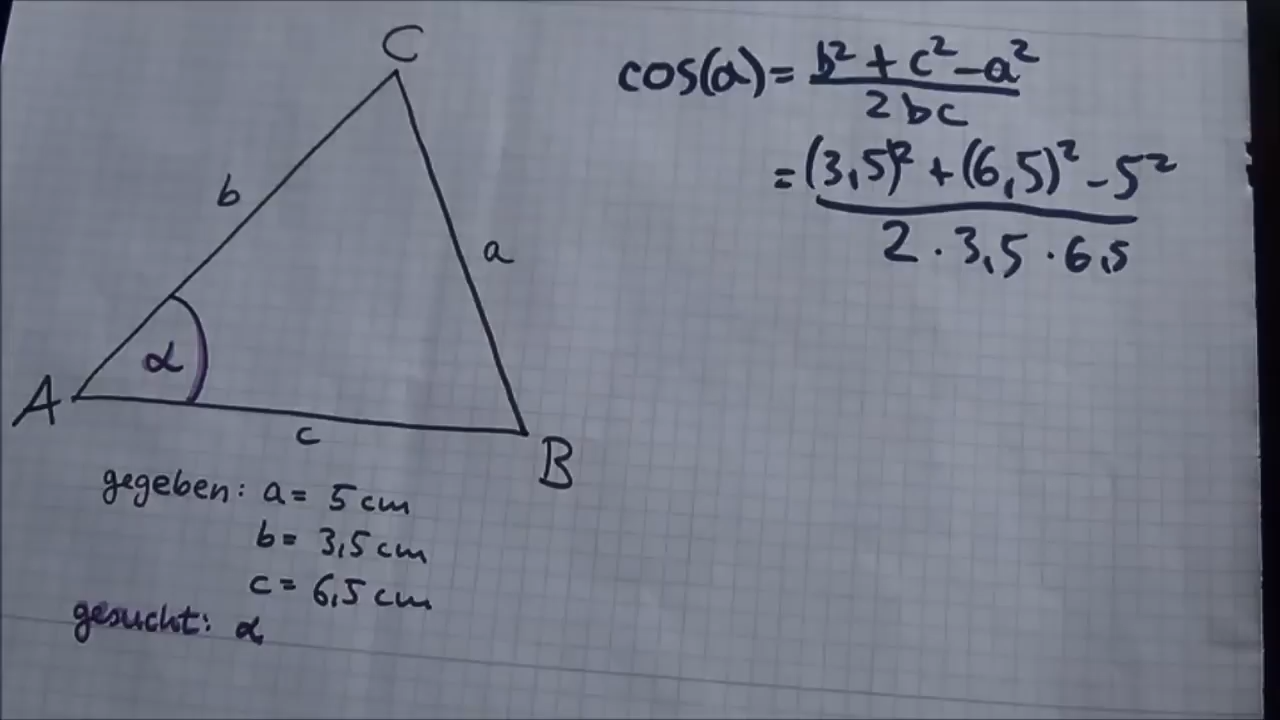 C
cos(α) = b² + c² - a² / 2bc
= (3,5)² + (6,5)² - 5² / 2 · 3,5 · 6,5
b
a
α
A
c
B
gegeben: a = 5 cm
b = 3,5 cm
c = 6,5 cm
gesucht: α